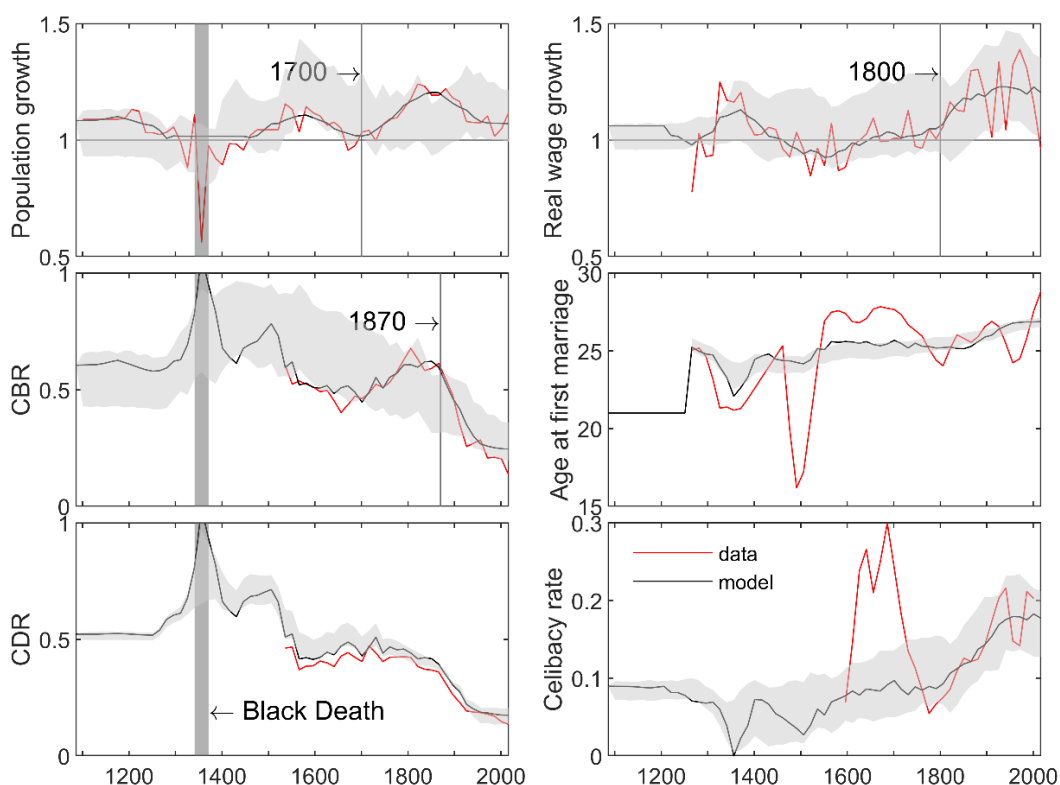 Population growth
1.5
1
0.5
1700 →
Real wage growth
1.5
1
0.5
1800 →
CBR
1
0.5
0
1870 →
Age at first marriage
30
25
20
15
CDR
1
0.5
0
← Black Death
1200 1400 1600 1800 2000
Celibacy rate
0.3
0.2
0.1
0
data
model
1200 1400 1600 1800 2000